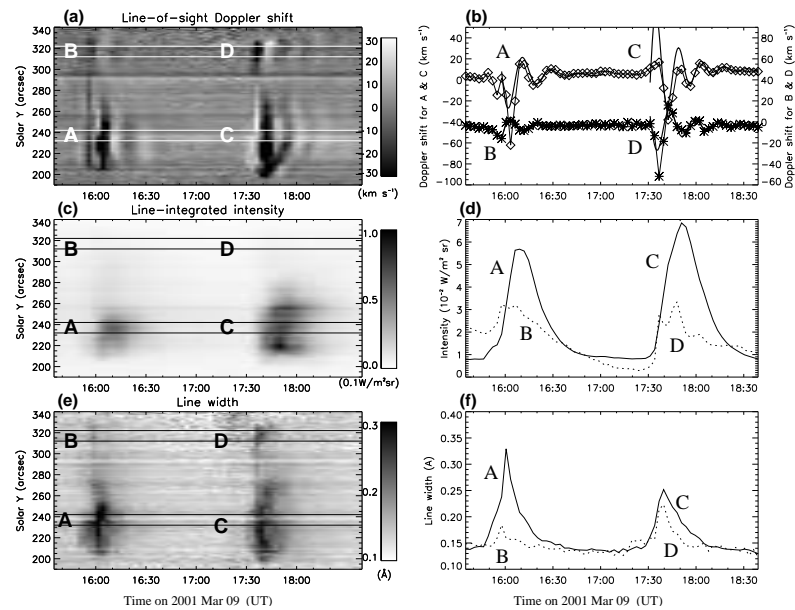 (a) Line-of-sight Doppler shift
Solar Y (arcsec)
340
320
300
280
260
240
220
200
B D
A C
16:00 16:30 17:30 18:00
30
20
10
0
10
20
30
(km s⁻¹)
(b)
Doppler shift for A & C (km s⁻¹)
40
20
0
-20
-40
-60
-80
-100
A C
B D
80
60
40
20
0
-20
-40
-60
Doppler shift for B & D (km s⁻¹)
16:00 16:30 17:00 17:30 18:00 18:30
(c) Line-integrated intensity
Solar Y (arcsec)
340
320
300
280
260
240
220
200
B D
A C
16:00 16:30 17:30 18:00
1.0
0.5
0.0
(0.1W/m²sr)
(d)
Intensity (10⁻² W/m² sr)
7
6
5
4
3
2
1
0
A C
B D
16:00 16:30 17:00 17:30 18:00 18:30
(e) Line width
Solar Y (arcsec)
340
320
300
280
260
240
220
200
B D
A C
16:00 16:30 17:30 18:00
0.3
0.2
0.1
(Å)
Time on 2001 Mar 09 (UT)
(f)
Line width (A)
0.40
0.35
0.30
0.25
0.20
0.15
0.10
A C
B D
16:00 16:30 17:00 17:30 18:00 18:30
Time on 2001 Mar 09 (UT)